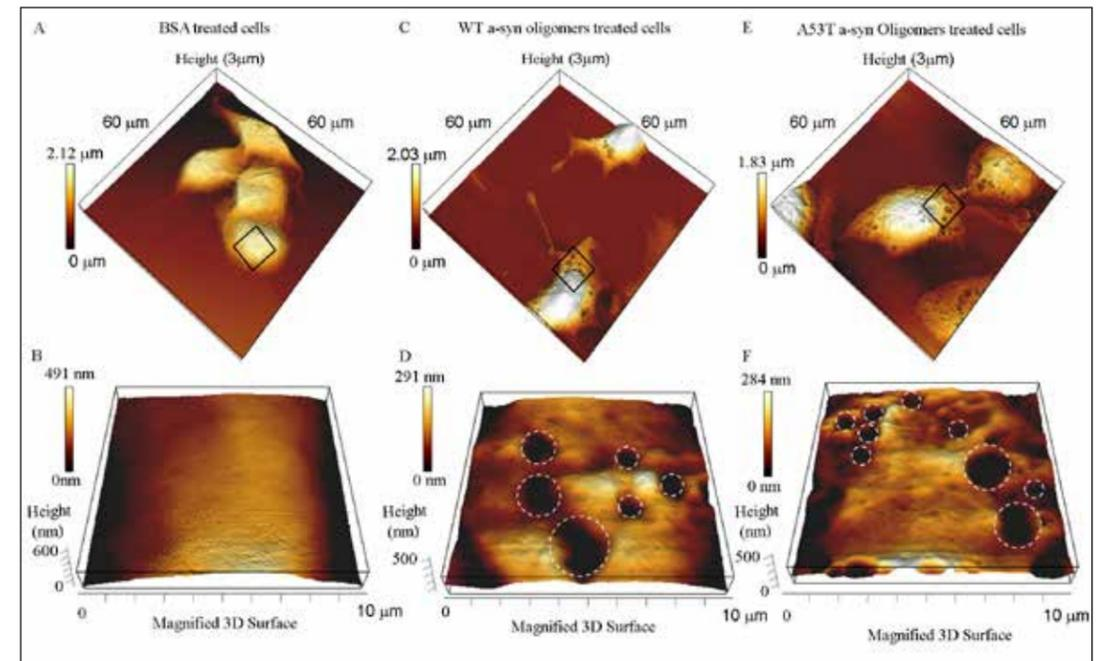 A BSA treated cells
Height (3μm)
60 μm 60 μm
2.12 μm
0 μm
C WT a-syn oligomers treated cells
Height (3μm)
60 μm 60 μm
2.03 μm
0 μm
E A53T a-syn Oligomers treated cells
Height (3μm)
60 μm 60 μm
1.83 μm
0 μm
B
491 nm
0nm
Height
(nm)
600
0
0 10 μm
Magnified 3D Surface
D
291 nm
0 nm
Height
(nm)
500
0 10 μm
Magnified 3D Surface
F
284 nm
0 nm
Height
(nm)
500
0
0 10 μm
Magnified 3D Surface